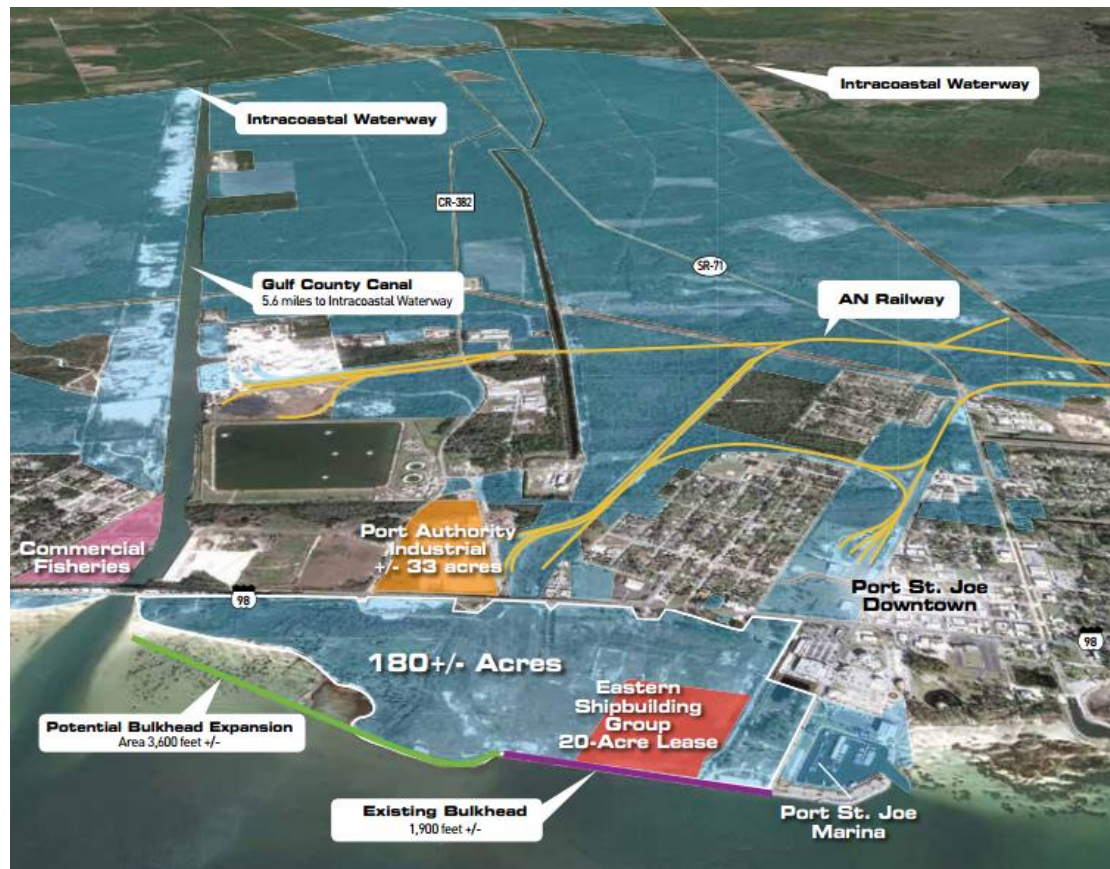 Intracoastal Waterway
Intracoastal Waterway
CR-382
SR-71
Gulf County Canal
5.6 miles to Intracoastal Waterway
AN Railway
Commercial
Fisheries
Port Authority
Industrial
+/- 33 acres
98
Port St. Joe
Downtown
98
180+/- Acres
Eastern
Shipbuilding
Group
20-Acre Lease
Potential Bulkhead Expansion
Area 3,600 feet +/-
Existing Bulkhead
1,900 feet +/-
Port St. Joe
Marina